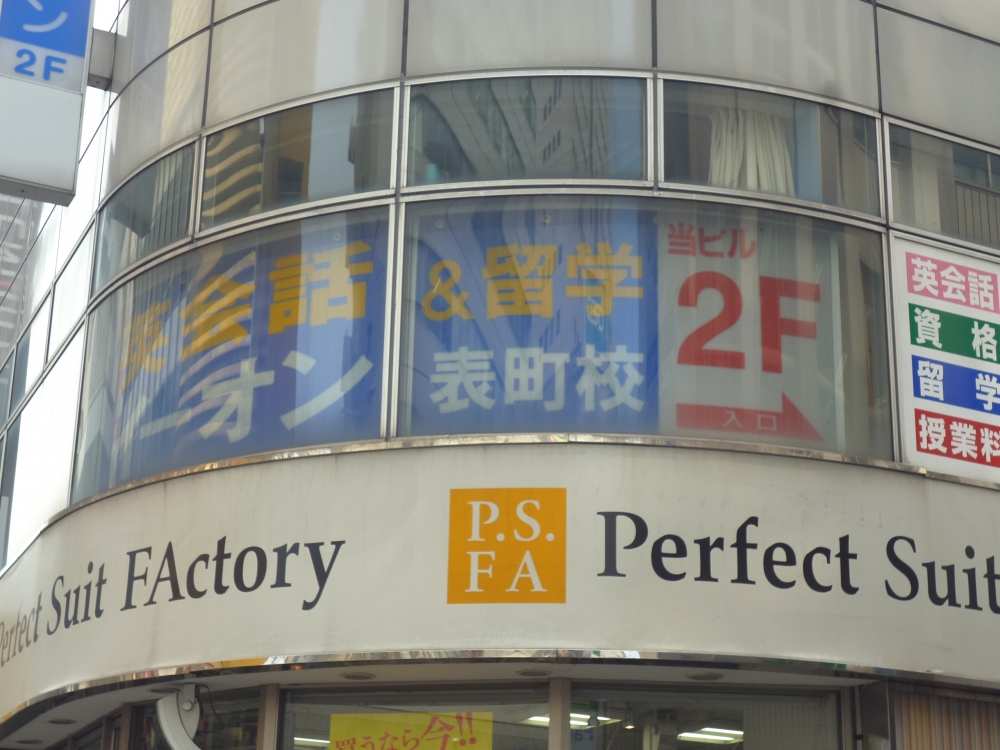 ン
2F
英会話 & 留学
ーオン 表町校
当ビル
2F
入口
英会話
資格
留学
授業料
P.S.
FA
Perfect Suit FActory
Perfect Suit
買うなら今!!